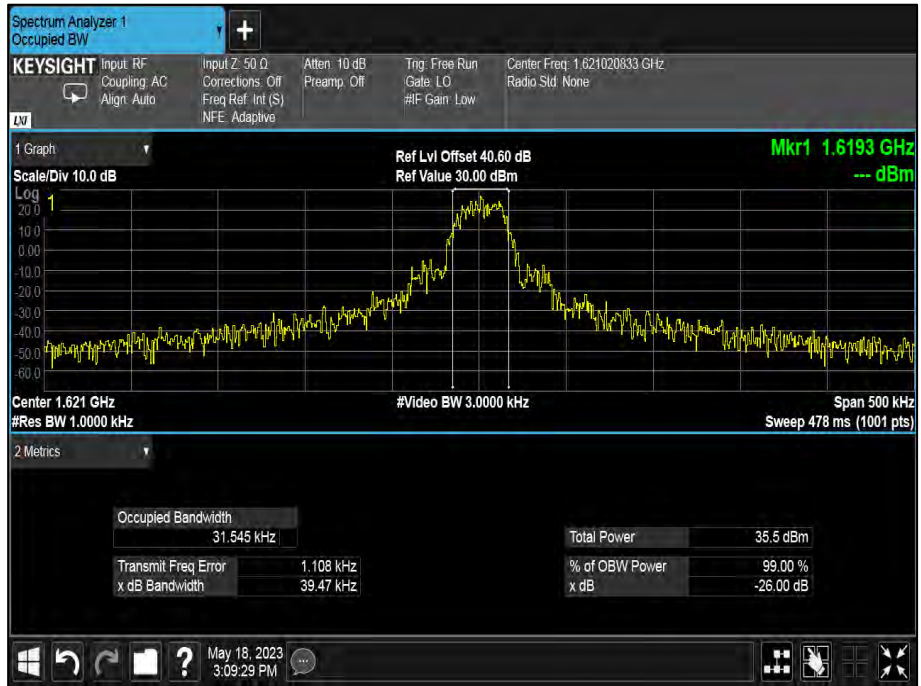 Spectrum Analyzer 1
Occupied BW
KEYSIGHT
Input: RF
Coupling: AC
Align: Auto
Input Z: 50 Ω
Corrections: Off
Freq Ref: Int (S)
NFE: Adaptive
Atten: 10 dB
Preamp: Off
Trig: Free Run
Gate: LO
#IF Gain: Low
Center Freq: 1.621020833 GHz
Radio Std: None
LXI
1 Graph
Scale/Div 10.0 dB
Ref Lvl Offset 40.60 dB
Ref Value 30.00 dBm
Mkr1 1.6193 GHz
--- dBm
Log
1
20.0
10.0
0.00
-10.0
-20.0
-30.0
-40.0
-50.0
-60.0
Center 1.621 GHz
#Video BW 3.0000 kHz
Span 500 kHz
#Res BW 1.0000 kHz
Sweep 478 ms (1001 pts)
2 Metrics
Occupied Bandwidth
31.545 kHz
Total Power 35.5 dBm
Transmit Freq Error 1.108 kHz
% of OBW Power 99.00 %
x dB Bandwidth 39.47 kHz
x dB -26.00 dB
?
May 18, 2023
3:09:29 PM